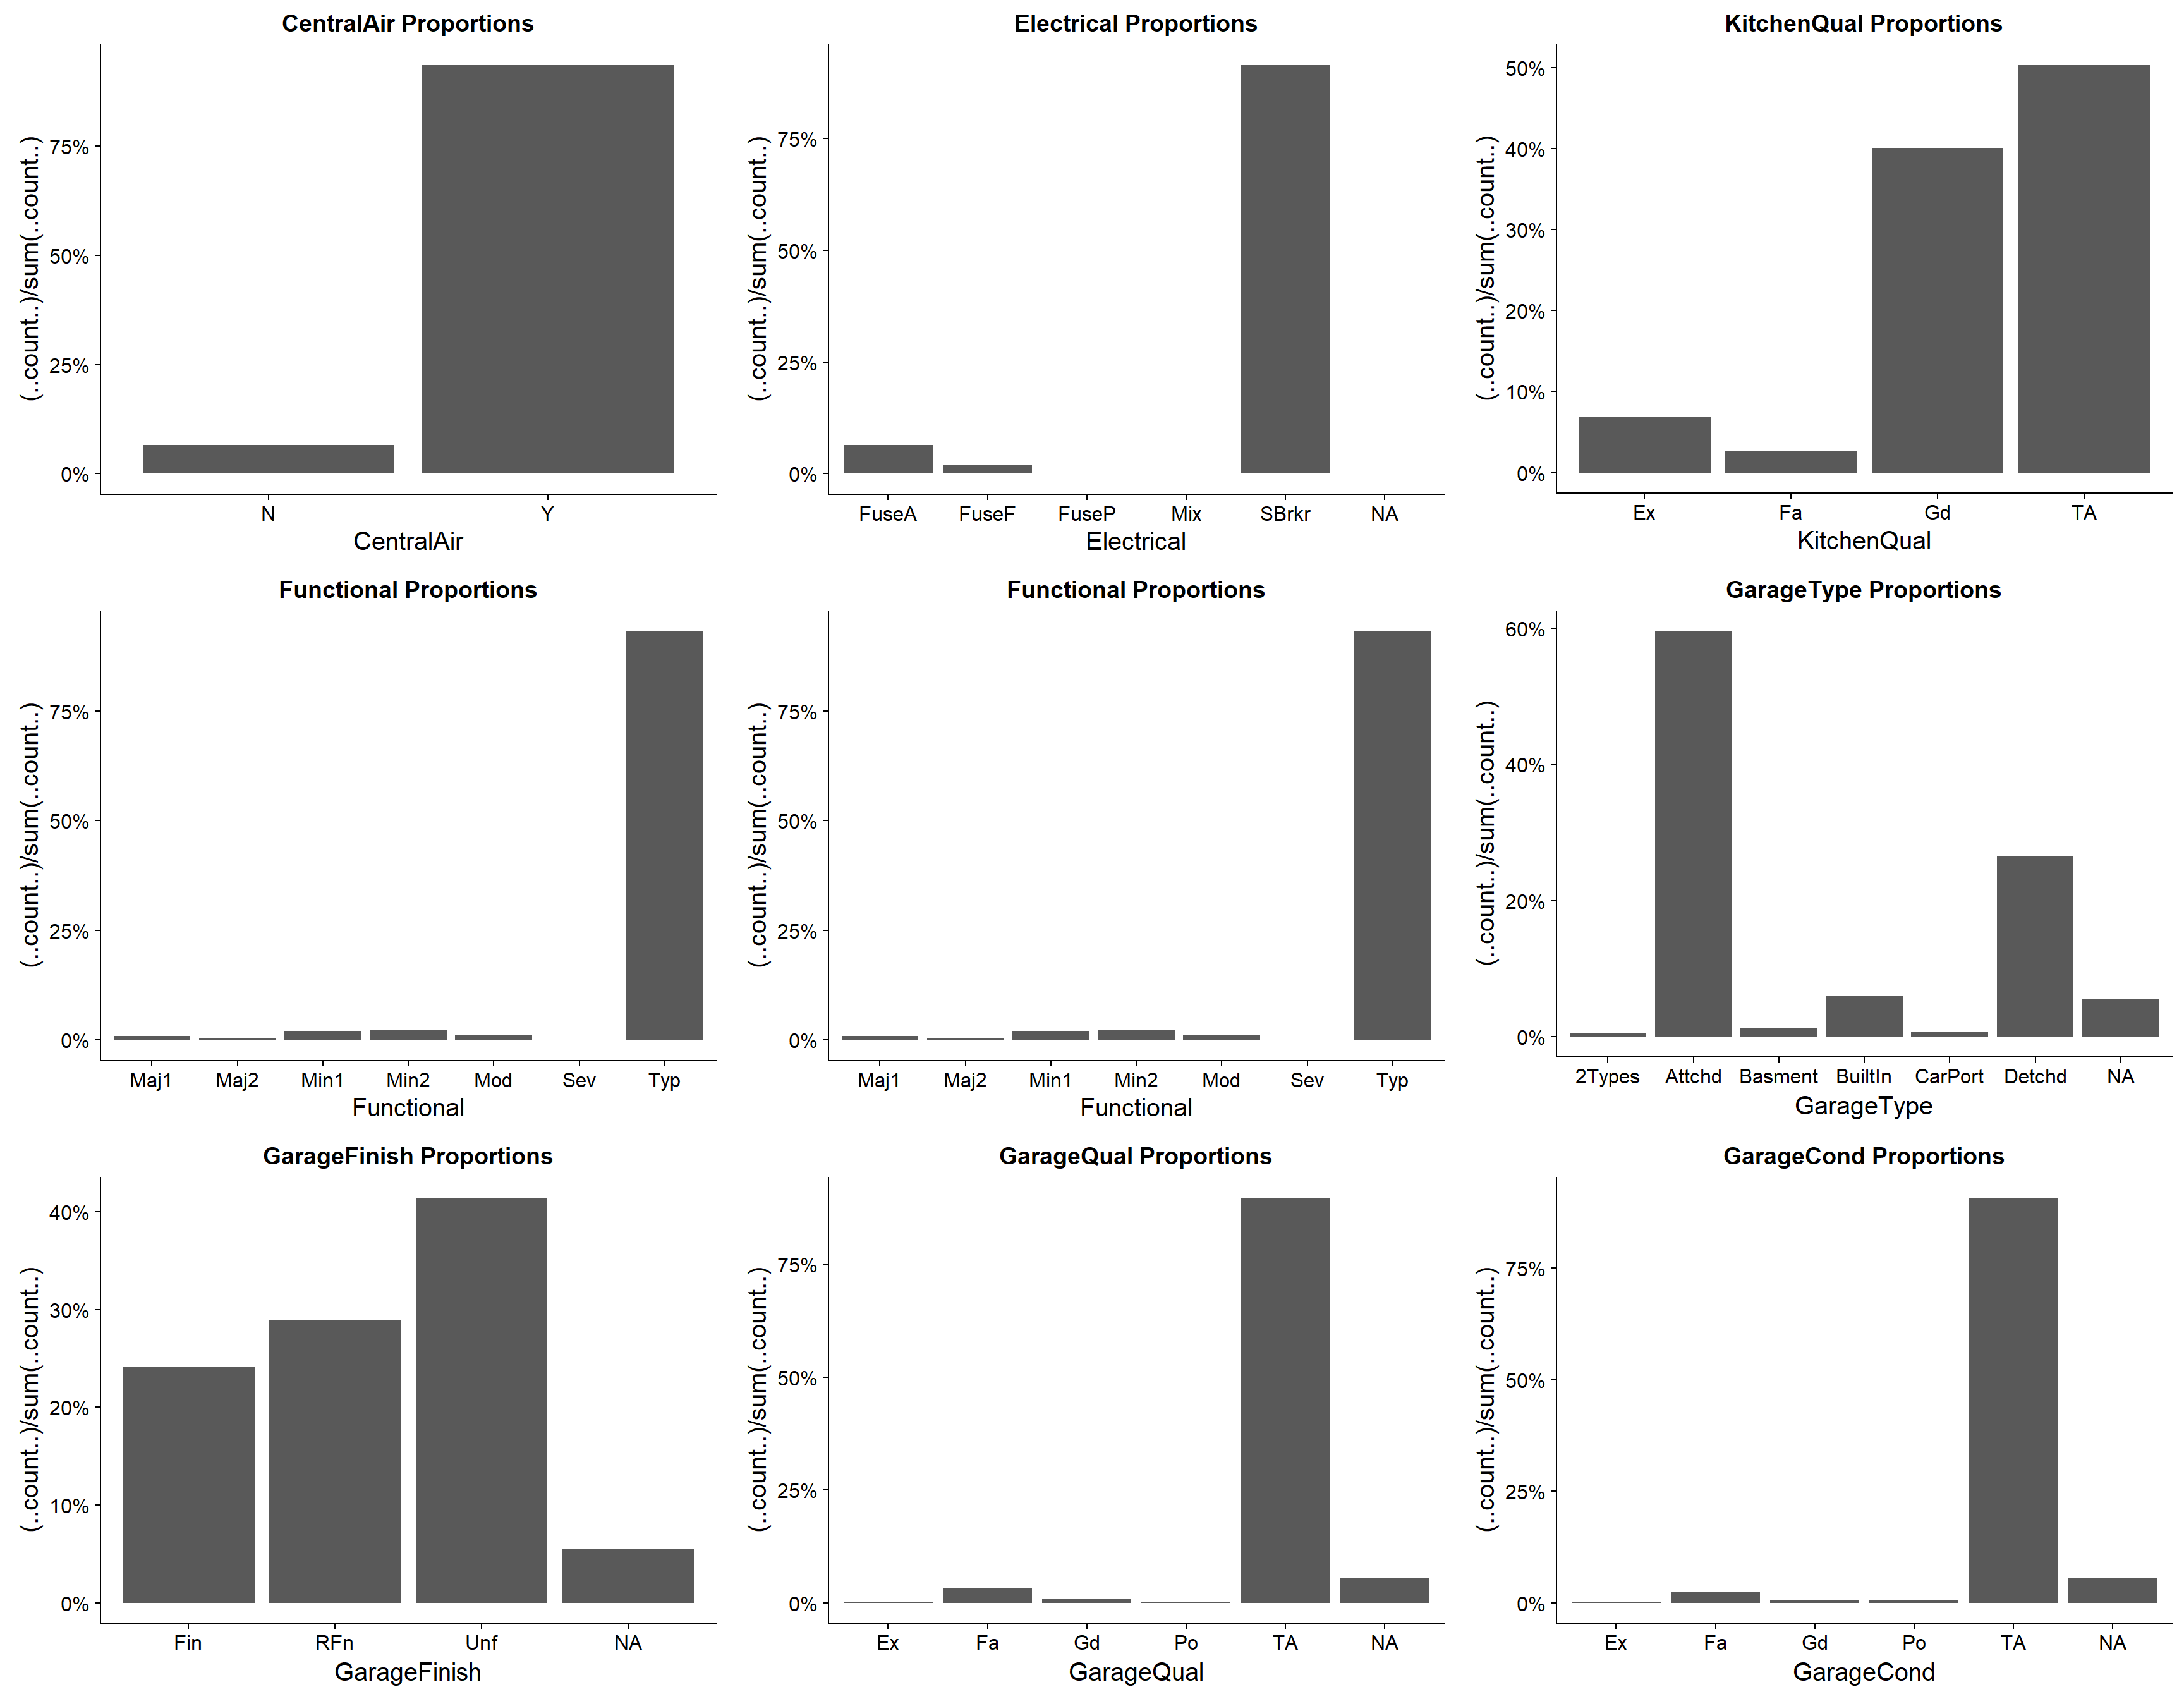 CentralAir Proportions
(..count..)/sum(..count..)
75%
50%
25%
0%
N Y
CentralAir
Electrical Proportions
(..count..)/sum(..count..)
75%
50%
25%
0%
FuseA FuseF FuseP Mix SBrkr NA
Electrical
KitchenQual Proportions
(..count..)/sum(..count..)
50%
40%
30%
20%
10%
0%
Ex Fa Gd TA
KitchenQual
Functional Proportions
(..count..)/sum(..count..)
75%
50%
25%
0%
Maj1 Maj2 Min1 Min2 Mod Sev Typ
Functional
Functional Proportions
(..count..)/sum(..count..)
75%
50%
25%
0%
Maj1 Maj2 Min1 Min2 Mod Sev Typ
Functional
GarageType Proportions
(..count..)/sum(..count..)
60%
40%
20%
0%
2Types Attchd Basment BuiltIn CarPort Detchd NA
GarageType
GarageFinish Proportions
(..count..)/sum(..count..)
40%
30%
20%
10%
0%
Fin RFn Unf NA
GarageFinish
GarageQual Proportions
(..count..)/sum(..count..)
75%
50%
25%
0%
Ex Fa Gd Po TA NA
GarageQual
GarageCond Proportions
(..count..)/sum(..count..)
75%
50%
25%
0%
Ex Fa Gd Po TA NA
GarageCond